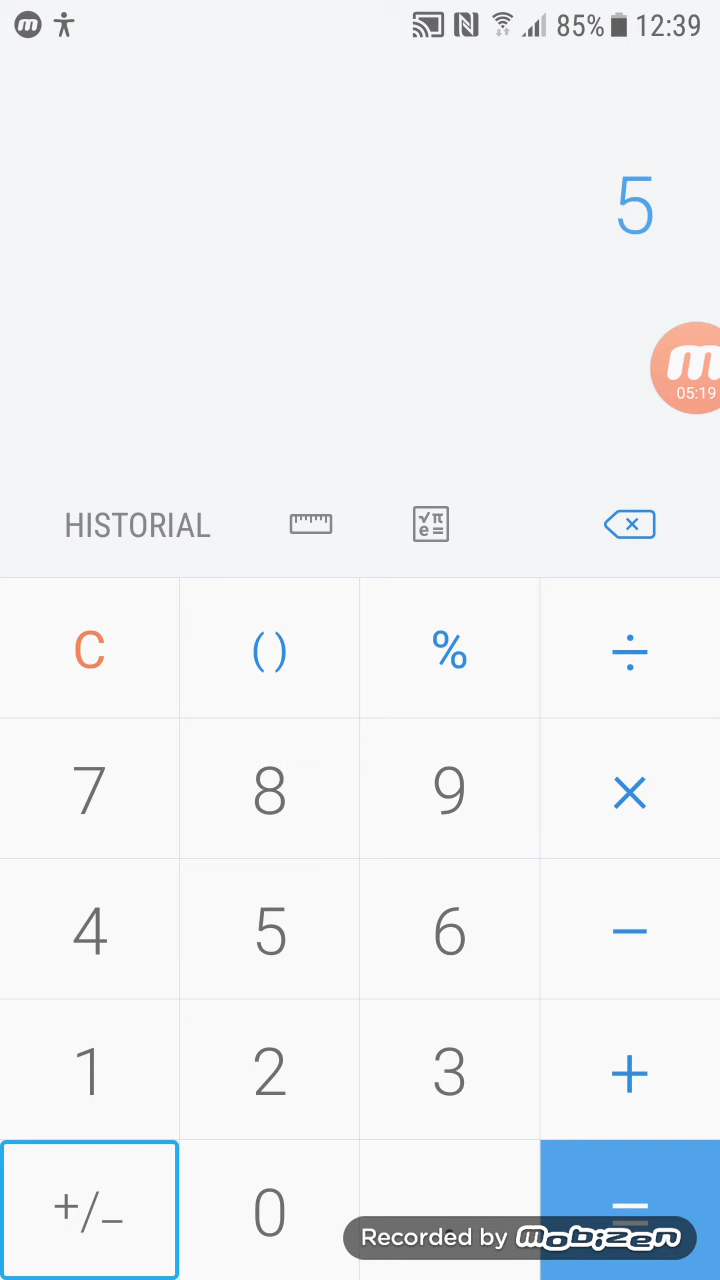 m 85% 12:39
5
m
05:19
HISTORIAL
√π
e=
C ( ) % ÷
7 8 9 ×
4 5 6 −
1 2 3 +
+/− 0 =
Recorded by mobizen